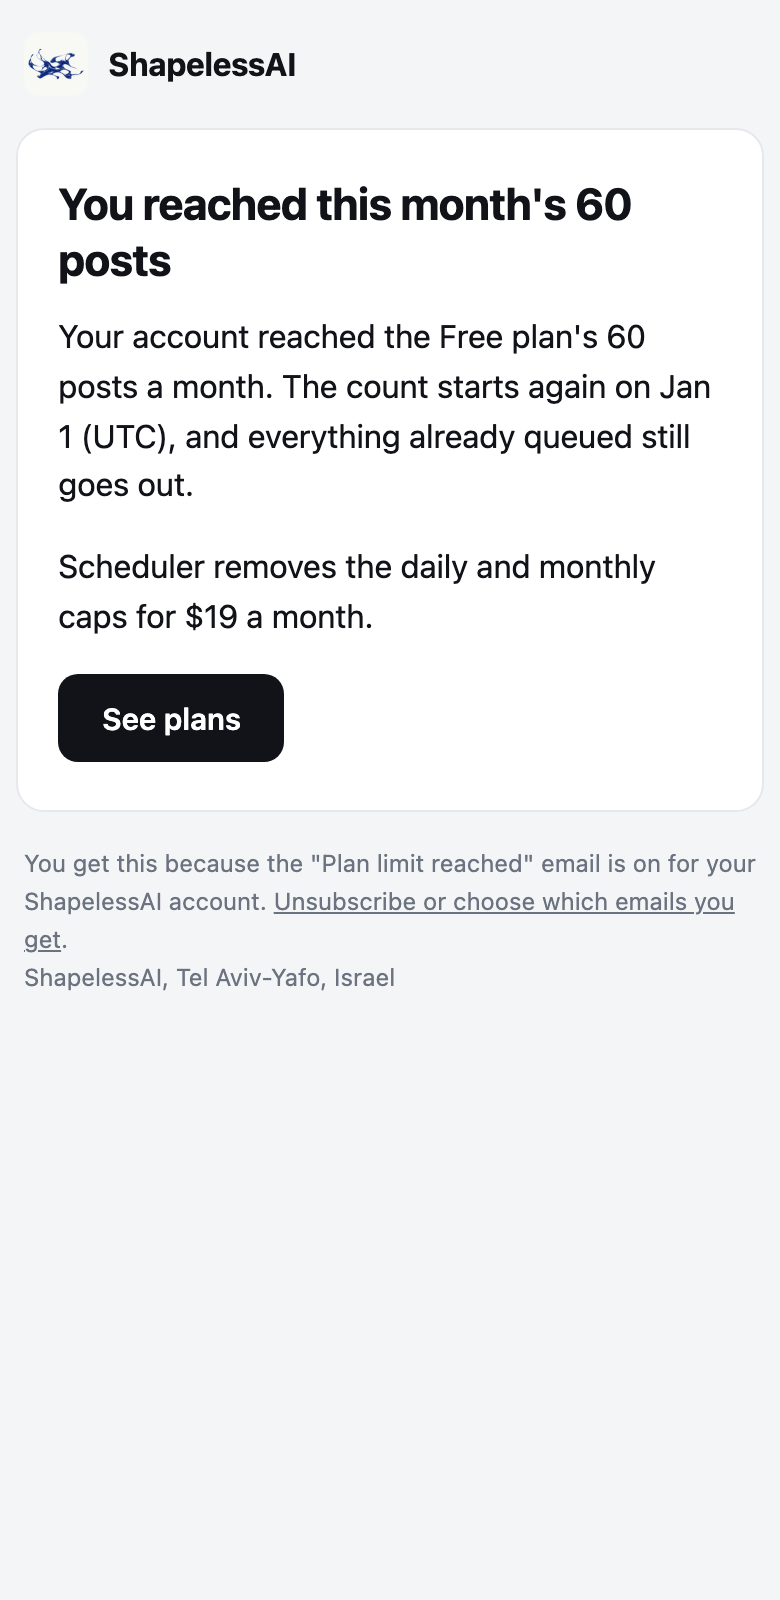 ShapelessAI
You reached this month's 60
posts
Your account reached the Free plan's 60
posts a month. The count starts again on Jan
1 (UTC), and everything already queued still
goes out.
Scheduler removes the daily and monthly
caps for $19 a month.
See plans
You get this because the "Plan limit reached" email is on for your
ShapelessAI account. Unsubscribe or choose which emails you
get.
ShapelessAI, Tel Aviv-Yafo, Israel